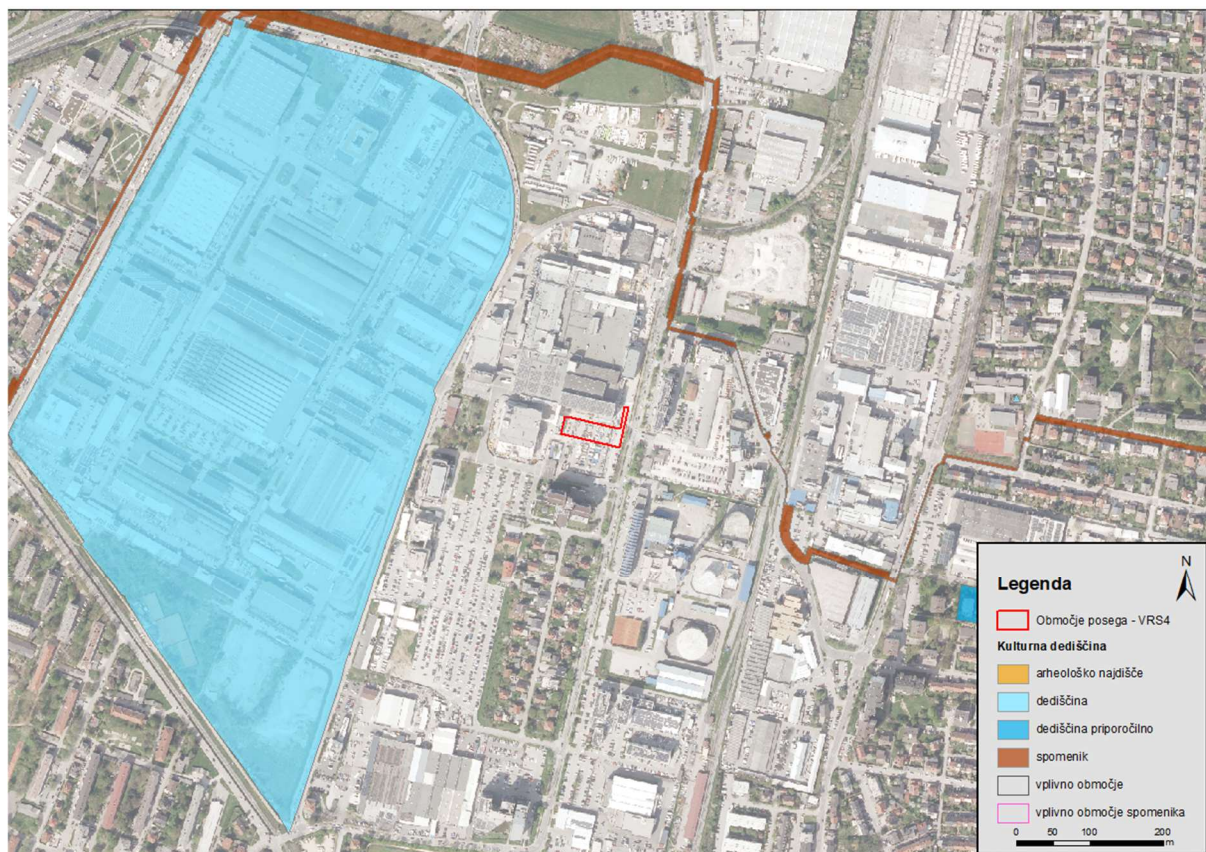 N
Legenda
Območje posega - VRS4
Kulturna dediščina
arheološko najdišče
dediščina
dediščina priporočilno
spomenik
vplivno območje
vplivno območje spomenika
0 50 100 200
m